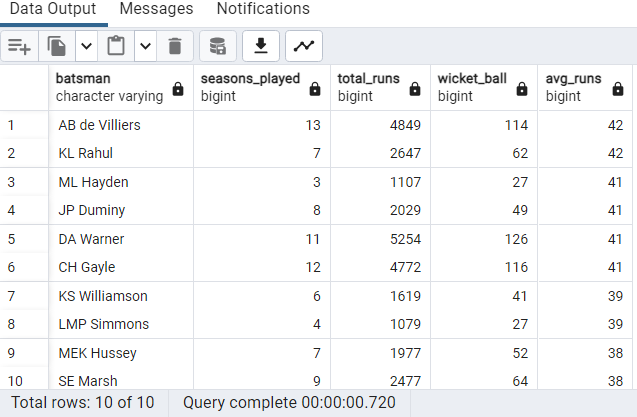 Data Output Messages Notifications
batsman seasons_played total_runs wicket_ball avg_runs
character varying bigint bigint bigint bigint
1 AB de Villiers 13 4849 114 42
2 KL Rahul 7 2647 62 42
3 ML Hayden 3 1107 27 41
4 JP Duminy 8 2029 49 41
5 DA Warner 11 5254 126 41
6 CH Gayle 12 4772 116 41
7 KS Williamson 6 1619 41 39
8 LMP Simmons 4 1079 27 39
9 MEK Hussey 7 1977 52 38
10 SE Marsh 9 2477 64 38
Total rows: 10 of 10 Query complete 00:00:00.720